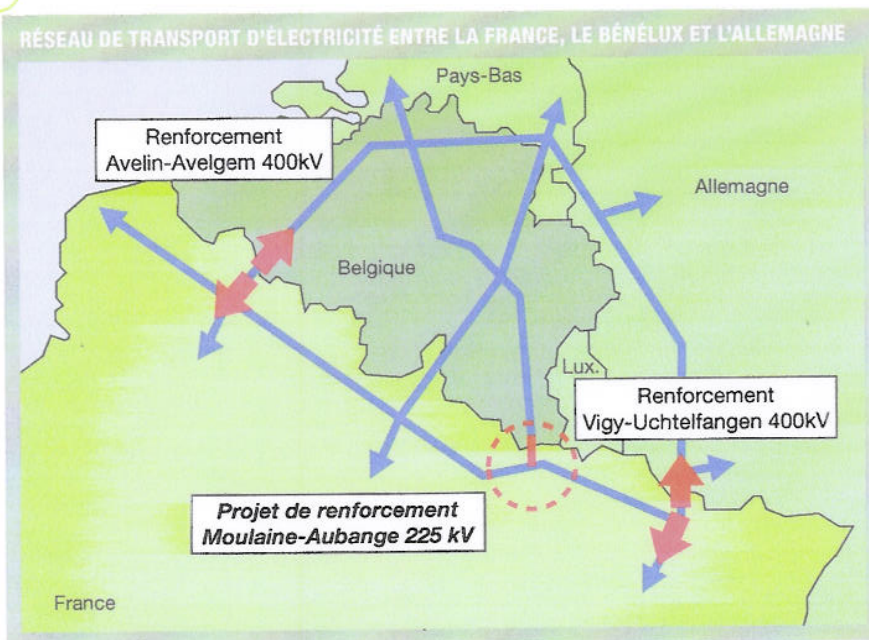 RÉSEAU DE TRANSPORT D'ÉLECTRICITÉ ENTRE LA FRANCE, LE BÉNÉLUX ET L'ALLEMAGNE
Pays-Bas
Renforcement
Avelin-Avelgem 400kV
Allemagne
Belgique
Lux.
Renforcement
Vigy-Uchtelfangen 400kV
Projet de renforcement
Moulaine-Aubange 225 kV
France